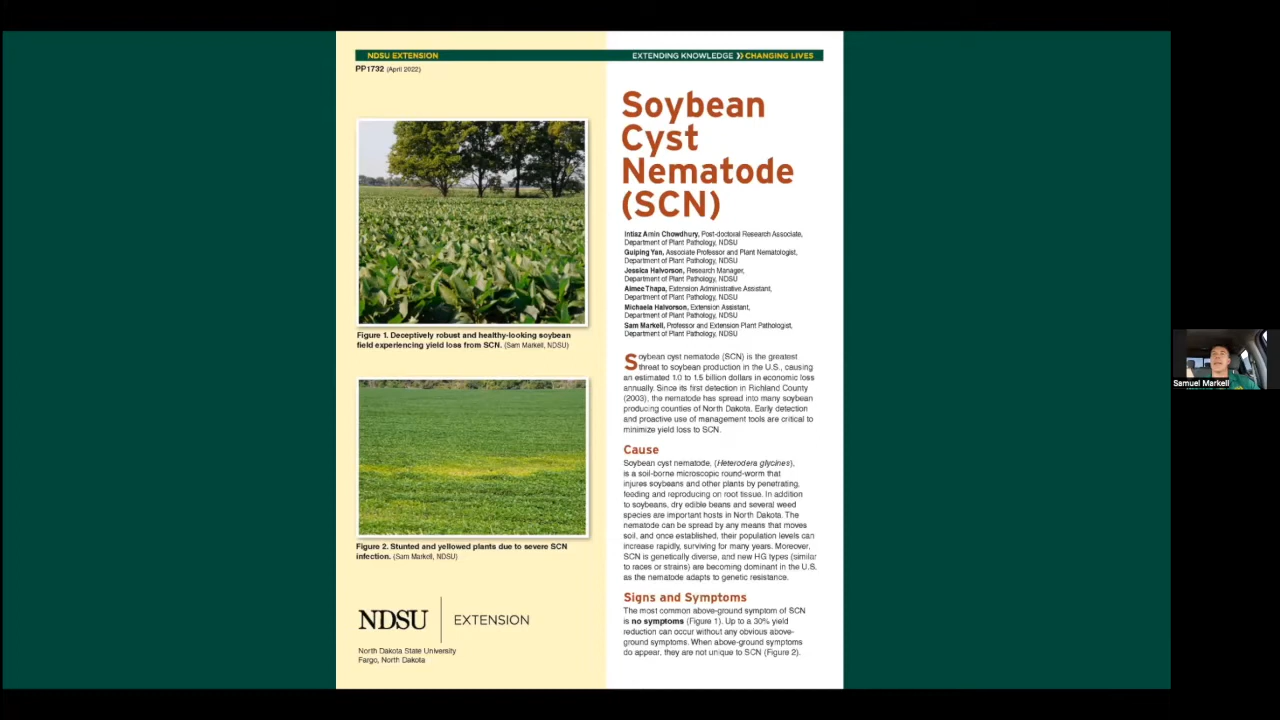 NDSU EXTENSION
EXTENDING KNOWLEDGE » CHANGING LIVES
PP1732 (April 2022)
Figure 1. Deceptively robust and healthy-looking soybean
field experiencing yield loss from SCN. (Sam Markell, NDSU)
Figure 2. Stunted and yellowed plants due to severe SCN
infection. (Sam Markell, NDSU)
NDSU
EXTENSION
North Dakota State University
Fargo, North Dakota
Soybean
Cyst
Nematode
(SCN)
Intiaz Amin Chowdhury, Post-doctoral Research Associate,
Department of Plant Pathology, NDSU
Guiping Yan, Associate Professor and Plant Nematologist,
Department of Plant Pathology, NDSU
Jessica Halvorson, Research Manager,
Department of Plant Pathology, NDSU
Aimee Thapa, Extension Administrative Assistant,
Department of Plant Pathology, NDSU
Michaela Halvorson, Extension Assistant,
Department of Plant Pathology, NDSU
Sam Markell, Professor and Extension Plant Pathologist,
Department of Plant Pathology, NDSU
Soybean cyst nematode (SCN) is the greatest
threat to soybean production in the U.S., causing
an estimated 1.0 to 1.5 billion dollars in economic loss
annually. Since its first detection in Richland County
(2003), the nematode has spread into many soybean
producing counties of North Dakota. Early detection
and proactive use of management tools are critical to
minimize yield loss to SCN.
Cause
Soybean cyst nematode, (Heterodera glycines),
is a soil-borne microscopic round-worm that
injures soybeans and other plants by penetrating,
feeding and reproducing on root tissue. In addition
to soybeans, dry edible beans and several weed
species are important hosts in North Dakota. The
nematode can be spread by any means that moves
soil, and once established, their population levels can
increase rapidly, surviving for many years. Moreover,
SCN is genetically diverse, and new HG types (similar
to races or strains) are becoming dominant in the U.S.
as the nematode adapts to genetic resistance.
Signs and Symptoms
The most common above-ground symptom of SCN
is no symptoms (Figure 1). Up to a 30% yield
reduction can occur without any obvious above-
ground symptoms. When above-ground symptoms
do appear, they are not unique to SCN (Figure 2).
Samuel Markell